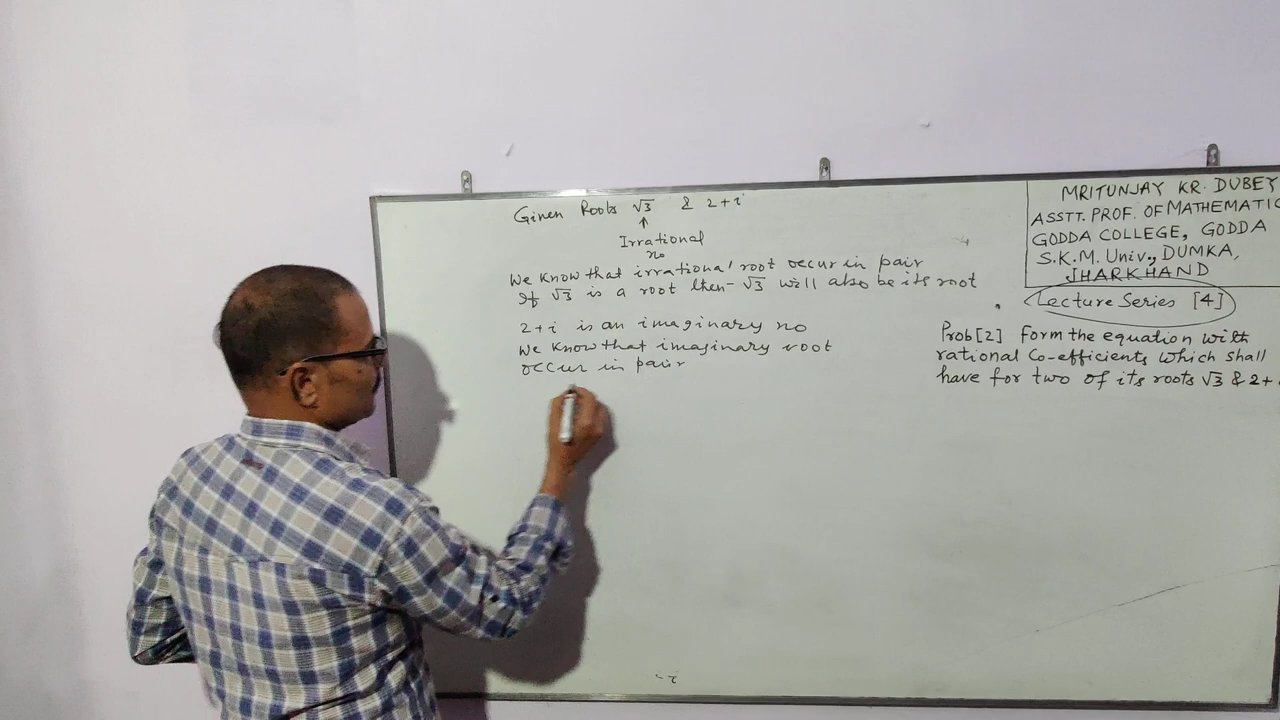 Given Roots √3 & 2+i
↑
Irrational
no
We know that irrational root occur in pair
If √3 is a root then -√3 will also be its root
2+i is an imaginary no
We know that imaginary root
occur in pair
MRITUNJAY KR. DUBEY
ASSTT. PROF. OF MATHEMATIC
GODDA COLLEGE, GODDA
S.K.M. Univ., DUMKA,
JHARKHAND
Lecture Series [4]
Prob[2] Form the equation with
rational Co-efficients which shall
have for two of its roots √3 & 2+
-i